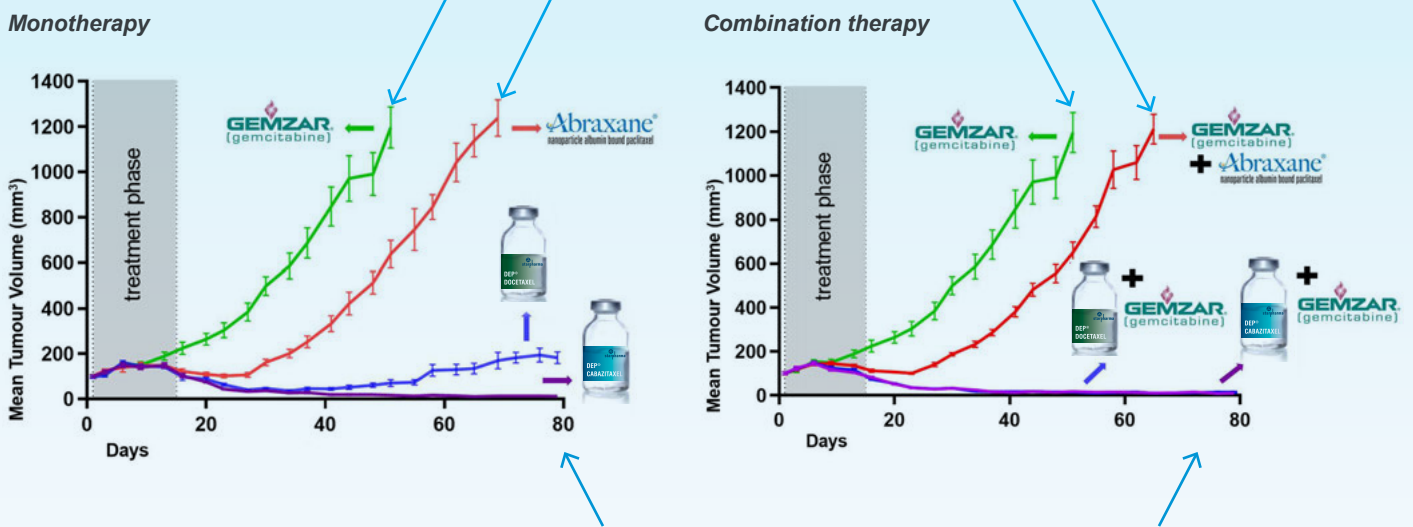 Monotherapy
1400
1200
1000
800
600
400
200
0
Mean Tumour Volume (mm³)
treatment phase
GEMZAR®
(gemcitabine)
Abraxane®
nanoparticle albumin bound paclitaxel
DEP®
DOCETAXEL
DEP®
CABAZITAXEL
0 20 40 60 80
Days
Combination therapy
1400
1200
1000
800
600
400
200
0
Mean Tumour Volume (mm³)
treatment phase
GEMZAR®
(gemcitabine)
GEMZAR®
(gemcitabine)
+ Abraxane®
nanoparticle albumin bound paclitaxel
DEP®
DOCETAXEL
+
GEMZAR®
(gemcitabine)
DEP®
CABAZITAXEL
+
GEMZAR®
(gemcitabine)
0 20 40 60 80
Days